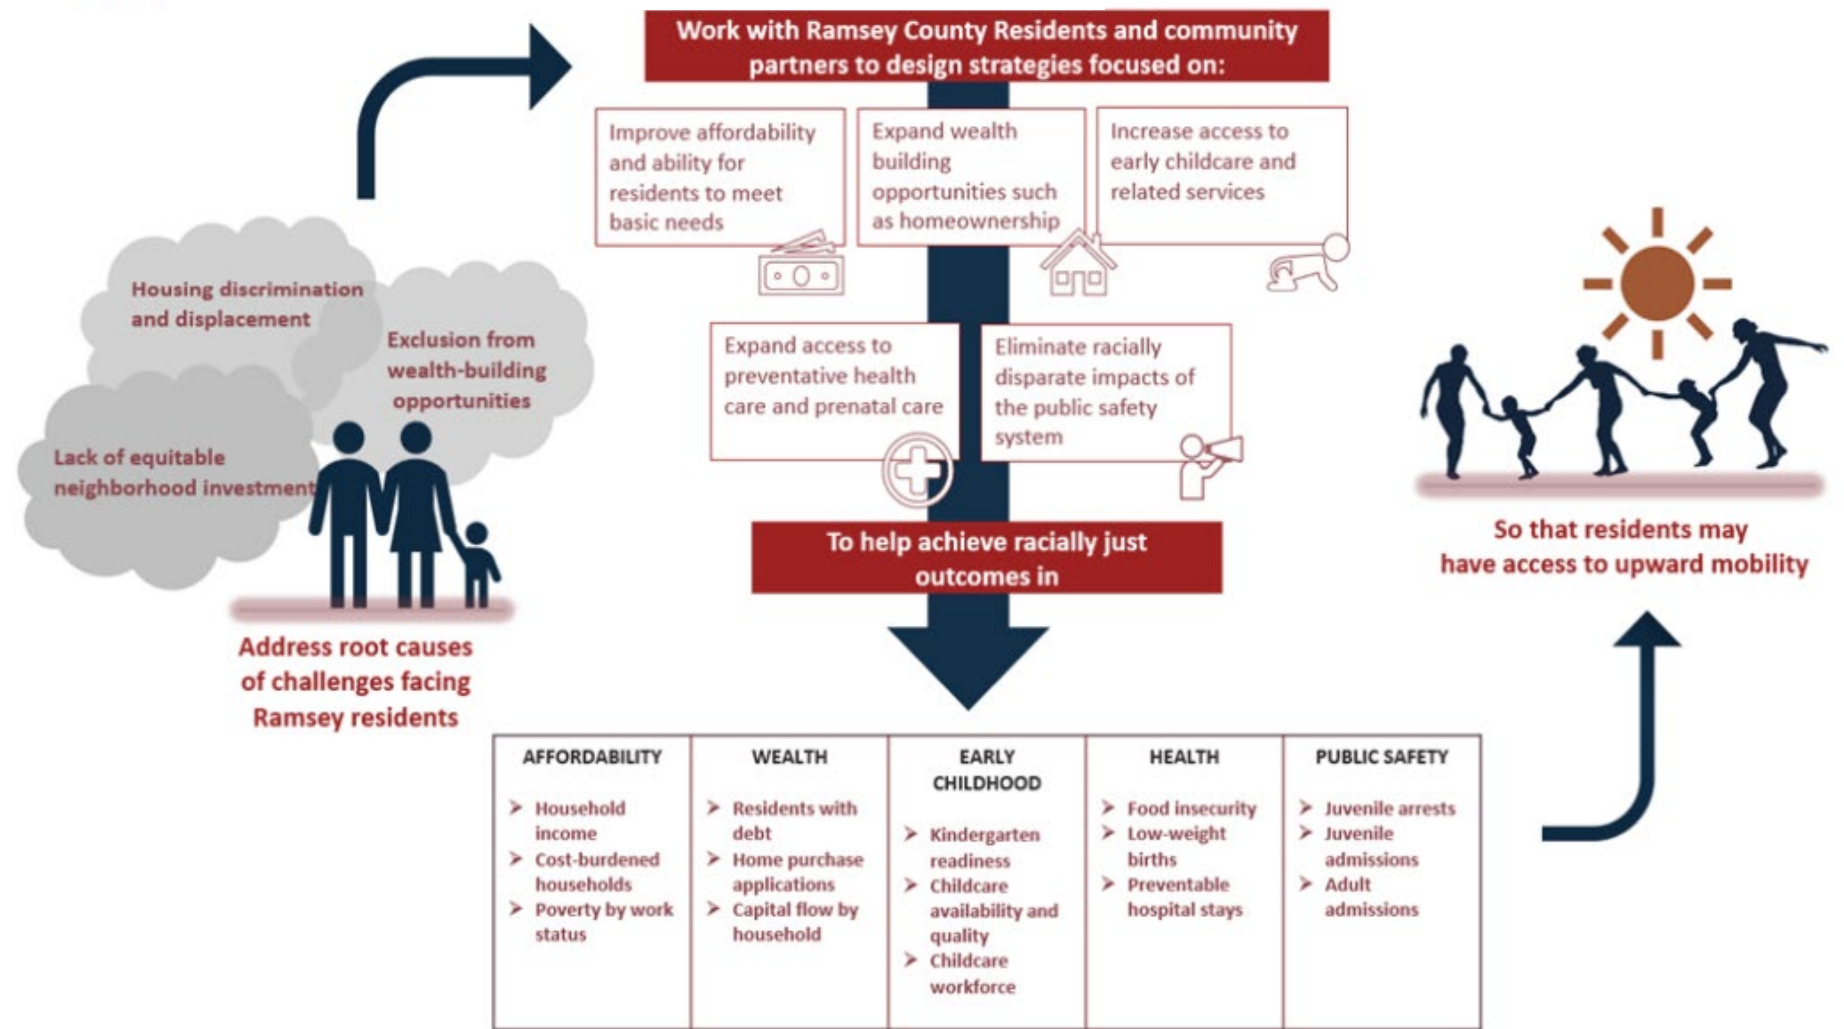 Work with Ramsey County Residents and community
partners to design strategies focused on:
Improve affordability
and ability for
residents to meet
basic needs
Expand wealth
building
opportunities such
as homeownership
Increase access to
early childcare and
related services
Housing discrimination
and displacement
Exclusion from
wealth-building
opportunities
Lack of equitable
neighborhood investment
Expand access to
preventative health
care and prenatal care
Eliminate racially
disparate impacts of
the public safety
system
To help achieve racially just
outcomes in
So that residents may
have access to upward mobility
Address root causes
of challenges facing
Ramsey residents
AFFORDABILITY
➤ Household
income
➤ Cost-burdened
households
➤ Poverty by work
status
WEALTH
➤ Residents with
debt
➤ Home purchase
applications
➤ Capital flow by
household
EARLY
CHILDHOOD
➤ Kindergarten
readiness
➤ Childcare
availability and
quality
➤ Childcare
workforce
HEALTH
➤ Food insecurity
➤ Low-weight
births
➤ Preventable
hospital stays
PUBLIC SAFETY
➤ Juvenile arrests
➤ Juvenile
admissions
➤ Adult
admissions